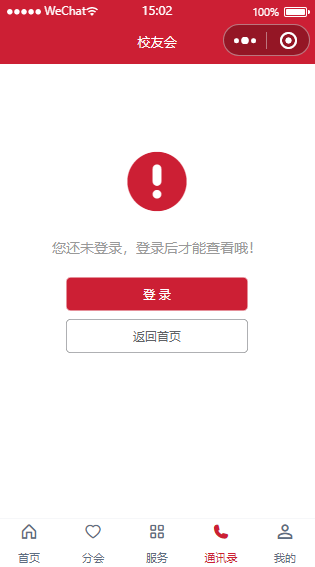 WeChat 15:02 100%
校友会
您还未登录，登录后才能查看哦！
登 录
返回首页
首页 分会 服务 通讯录 我的